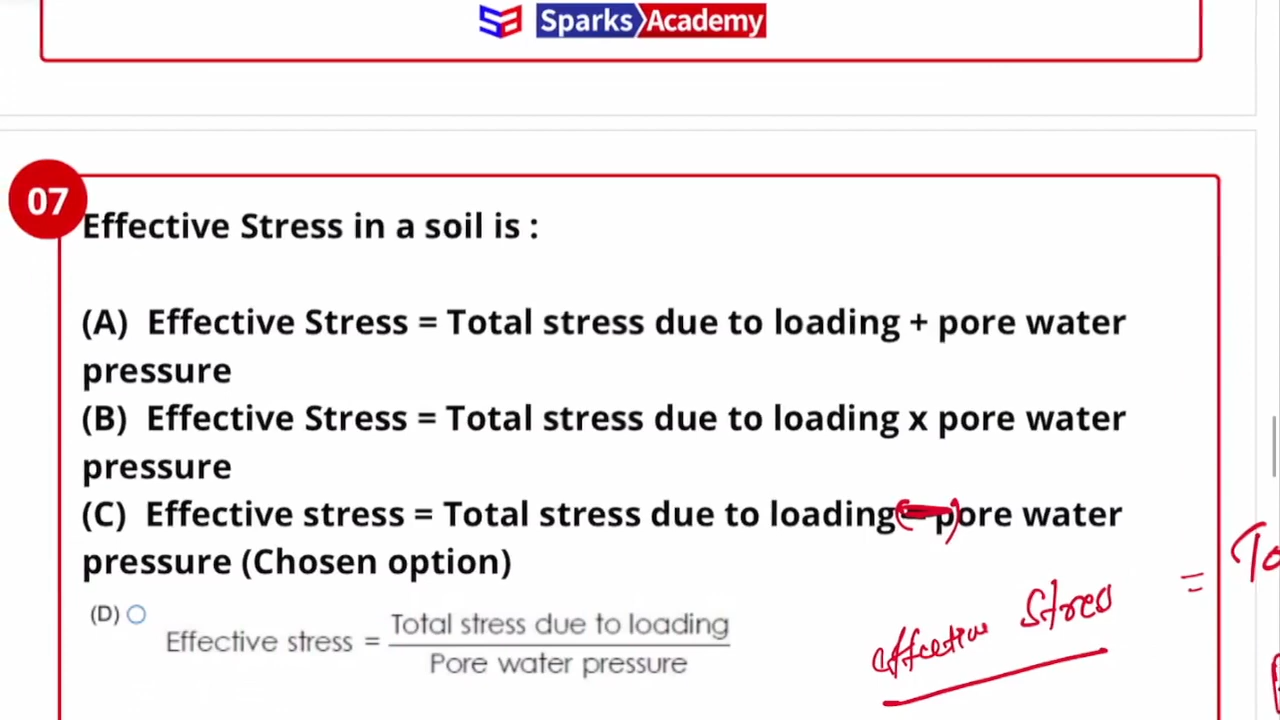 Sparks Academy
07
Effective Stress in a soil is :
(A) Effective Stress = Total stress due to loading + pore water
pressure
(B) Effective Stress = Total stress due to loading x pore water
pressure
(C) Effective stress = Total stress due to loading - pore water
pressure (Chosen option)
(D)
Effective stress = Total stress due to loading
Pore water pressure
effective Stress =